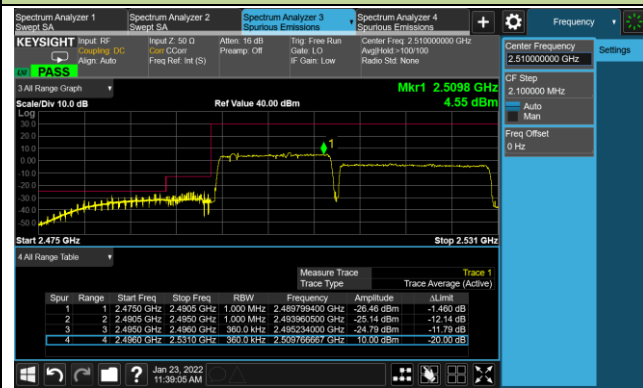 Spectrum Analyzer 1
Swept SA
Spectrum Analyzer 2
Swept SA
Spectrum Analyzer 3
Spurious Emissions
Spectrum Analyzer 4
Spurious Emissions
+
Frequency
KEYSIGHT
Input: RF
Coupling: DC
Align: Auto
Input Z: 50 Ω
Corr CCorr
Freq Ref: Int (S)
Atten: 16 dB
Preamp: Off
Trig: Free Run
Gate: LO
IF Gain: Low
Center Freq: 2.510000000 GHz
Avg|Hold:>100/100
Radio Std: None
PASS
3 All Range Graph
Scale/Div 10.0 dB
Ref Value 40.00 dBm
Mkr1 2.5098 GHz
4.55 dBm
Log
30.0
20.0
10.0
0.00
-10.0
-20.0
-30.0
-40.0
-50.0
1
Start 2.475 GHz
Stop 2.531 GHz
4 All Range Table
Measure Trace Trace 1
Trace Type Trace Average (Active)
Spur Range Start Freq Stop Freq RBW Frequency Amplitude ΔLimit
1 1 2.4750 GHz 2.4905 GHz 1.000 MHz 2.489799400 GHz -26.46 dBm -1.460 dB
2 2 2.4905 GHz 2.4950 GHz 1.000 MHz 2.493960500 GHz -25.14 dBm -12.14 dB
3 3 2.4950 GHz 2.4960 GHz 360.0 kHz 2.495234000 GHz -24.79 dBm -11.79 dB
4 4 2.4960 GHz 2.5310 GHz 360.0 kHz 2.509766667 GHz 10.00 dBm -20.00 dB
Center Frequency
2.510000000 GHz
Settings
CF Step
2.100000 MHz
Auto
Man
Freq Offset
0 Hz
?
Jan 23, 2022
11:39:05 AM